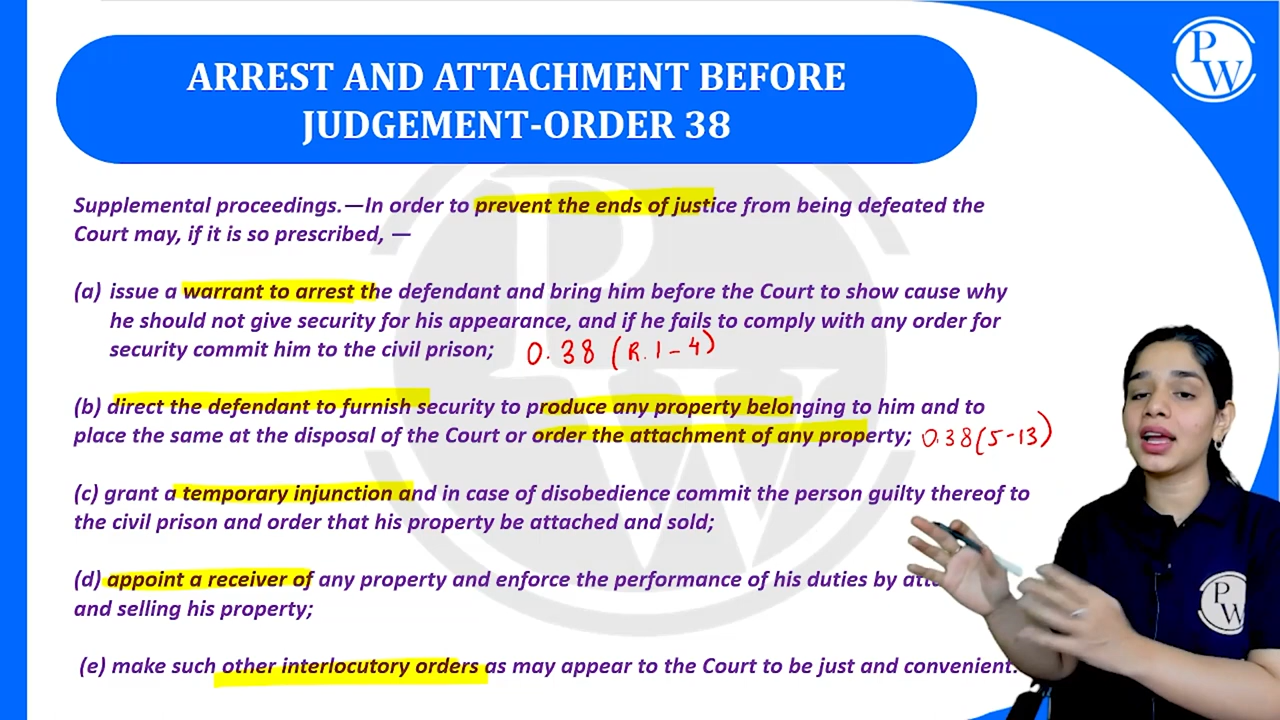 ARREST AND ATTACHMENT BEFORE
JUDGEMENT-ORDER 38
P
W
Supplemental proceedings.—In order to prevent the ends of justice from being defeated the
Court may, if it is so prescribed, —
(a) issue a warrant to arrest the defendant and bring him before the Court to show cause why
he should not give security for his appearance, and if he fails to comply with any order for
security commit him to the civil prison; O.38 (R.1-4)
(b) direct the defendant to furnish security to produce any property belonging to him and to
place the same at the disposal of the Court or order the attachment of any property; O.38(5-13)
(c) grant a temporary injunction and in case of disobedience commit the person guilty thereof to
the civil prison and order that his property be attached and sold;
(d) appoint a receiver of any property and enforce the performance of his duties by
and selling his property;
(e) make such other interlocutory orders as may appear to the Court to be just and convenient.
P
W
PW